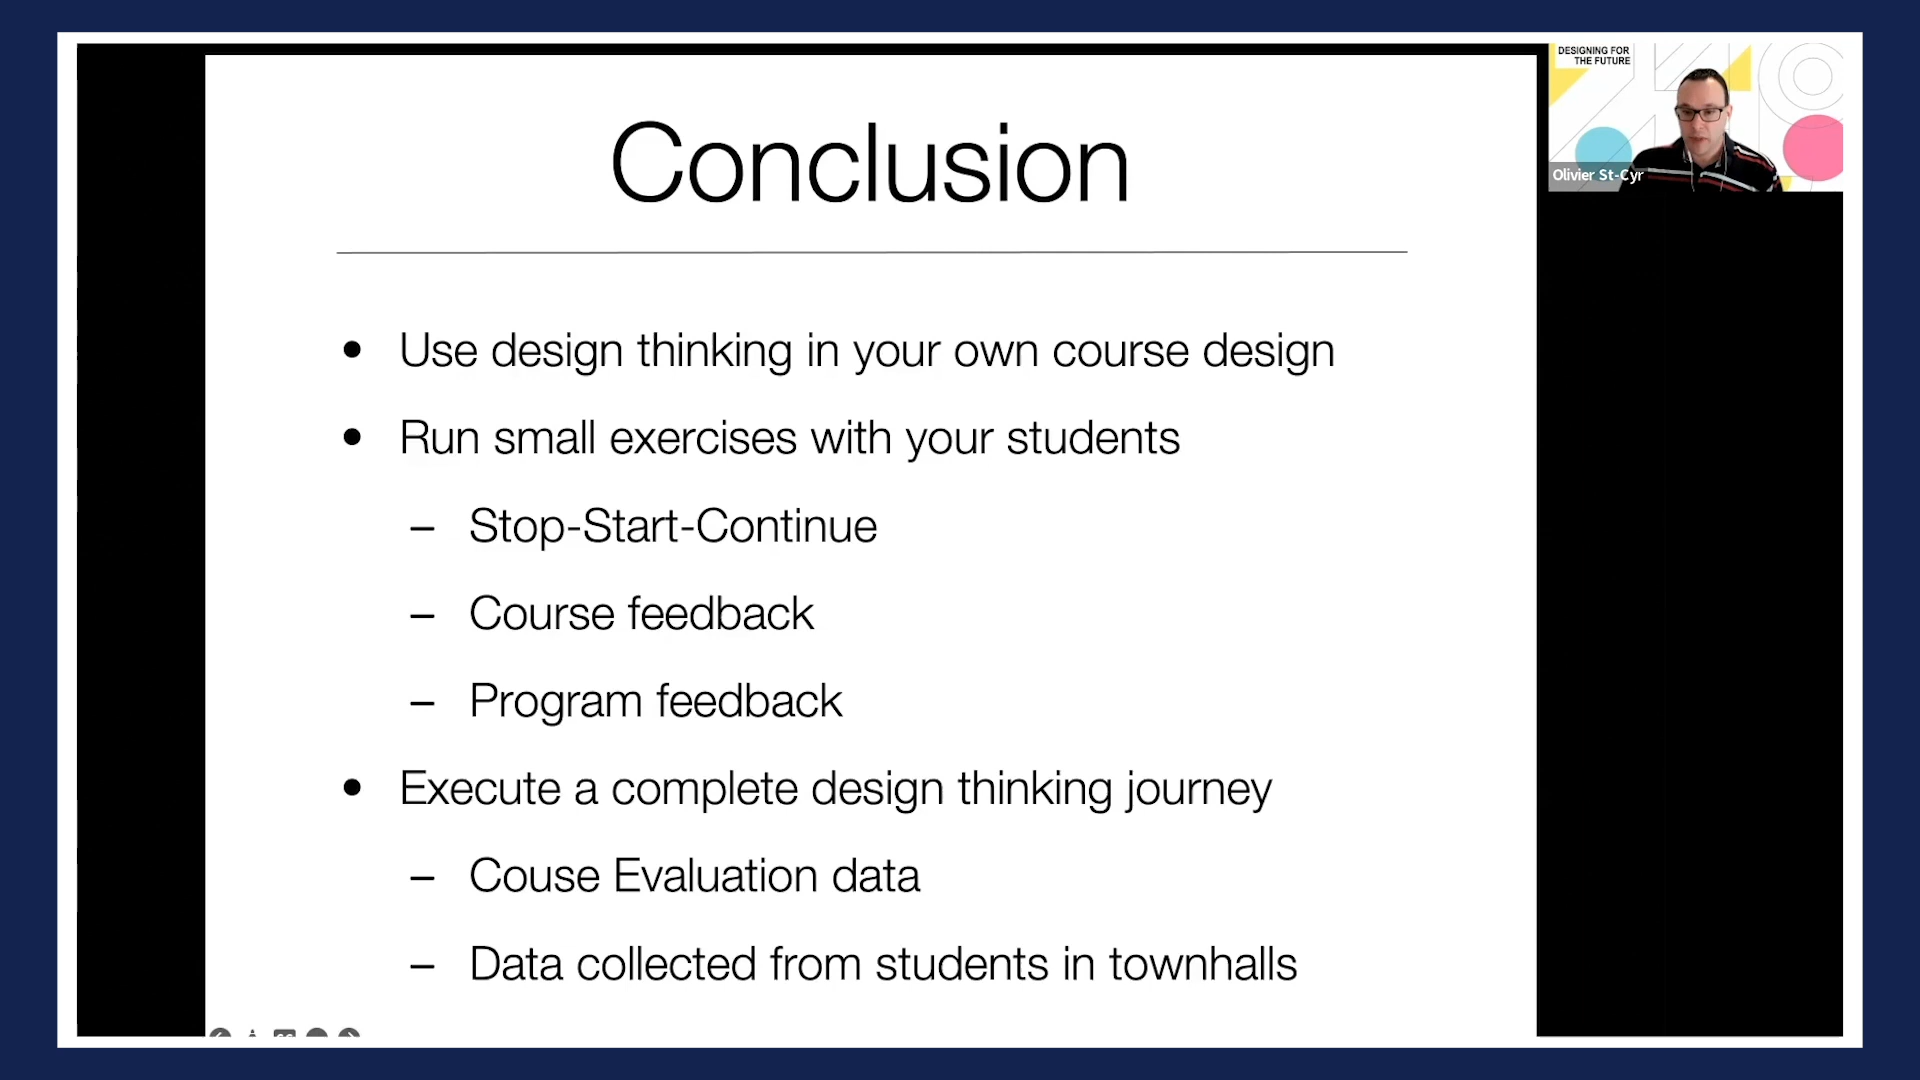 Conclusion
• Use design thinking in your own course design
• Run small exercises with your students
– Stop-Start-Continue
– Course feedback
– Program feedback
• Execute a complete design thinking journey
– Couse Evaluation data
– Data collected from students in townhalls
DESIGNING FOR
THE FUTURE
Olivier St-Cyr